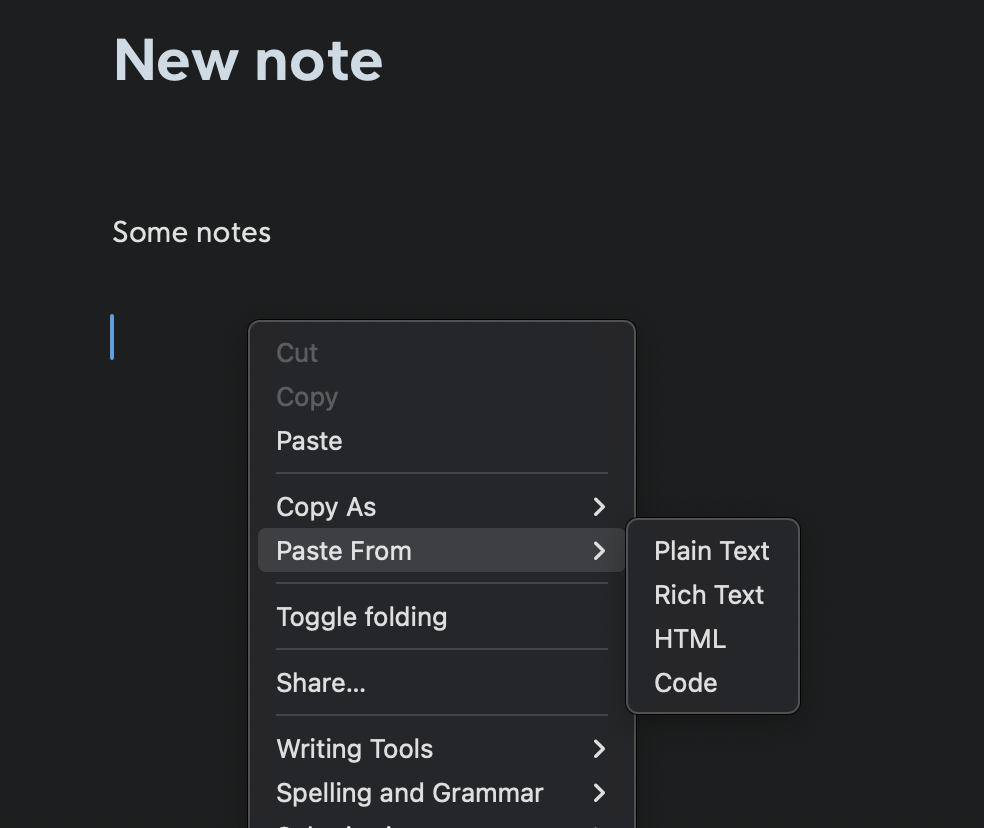 New note
Some notes
Cut
Copy
Paste
Copy As
Paste From
Plain Text
Rich Text
HTML
Code
Toggle folding
Share...
Writing Tools
Spelling and Grammar